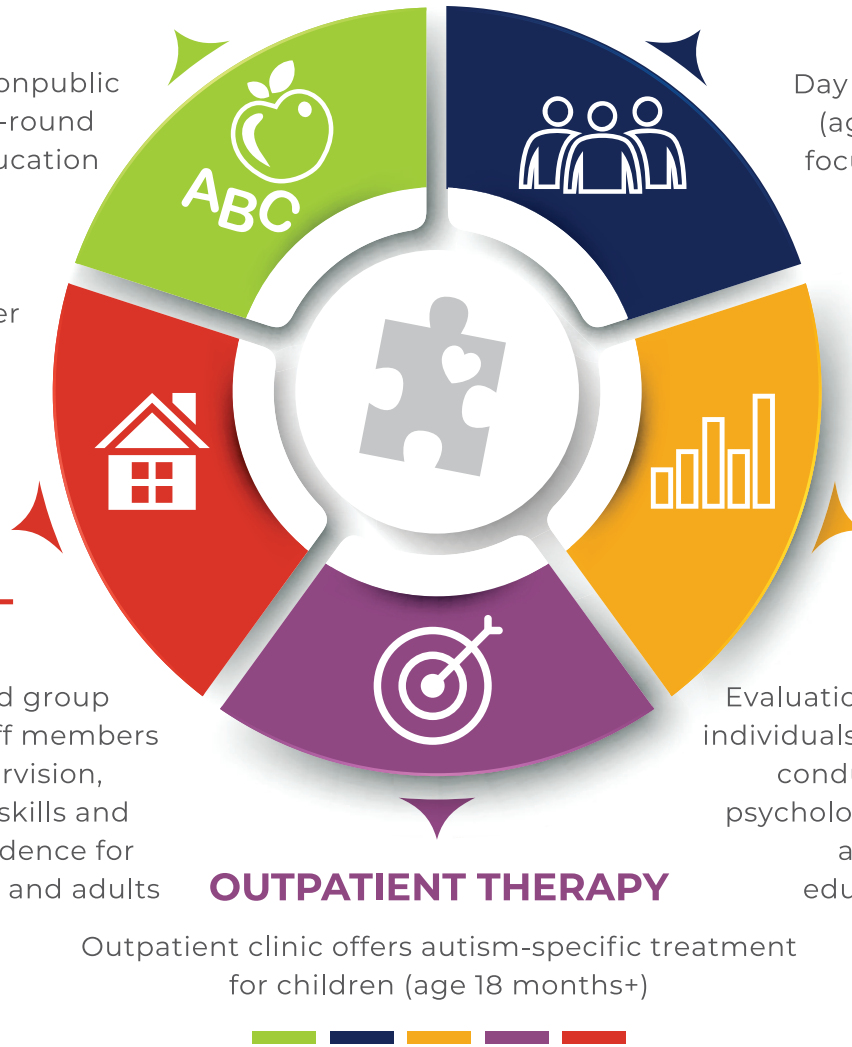 onpublic
-round
ucation
er
ABC
Day
(ag
focu
d group
ff members
rvision,
skills and
dence for
and adults
Evaluatio
individuals
condu
psycholo
a
edu
OUTPATIENT THERAPY
Outpatient clinic offers autism-specific treatment
for children (age 18 months+)